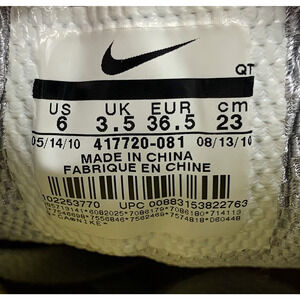 QT
US UK EUR cm
6 3.5 36.5 23
05/14/10 417720-081 08/13/10
MADE IN CHINA
FABRIQUE EN CHINE
UPC 00883153822763